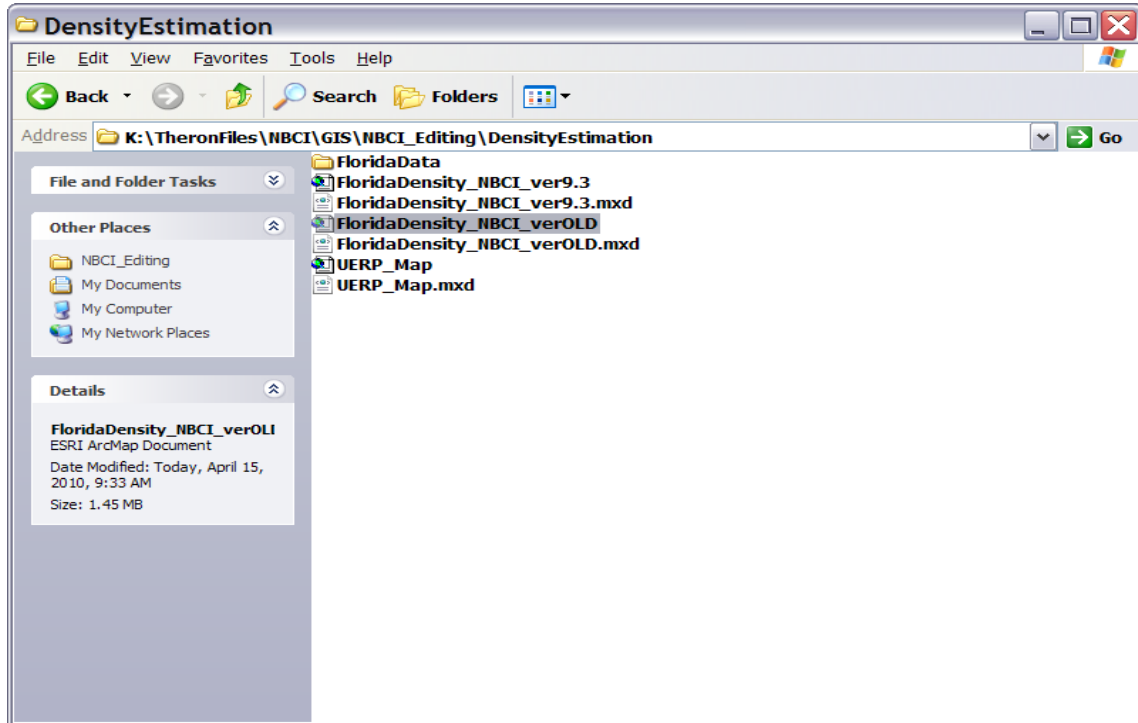 DensityEstimation
File Edit View Favorites Tools Help
Back Search Folders
Address K:\TheronFiles\NBCI\GIS\NBCI_Editing\DensityEstimation Go
File and Folder Tasks
Other Places
NBCI_Editing
My Documents
My Computer
My Network Places
Details
FloridaDensity_NBCI_verOLI
ESRI ArcMap Document
Date Modified: Today, April 15,
2010, 9:33 AM
Size: 1.45 MB
FloridaData
FloridaDensity_NBCI_ver9.3
FloridaDensity_NBCI_ver9.3.mxd
FloridaDensity_NBCI_verOLD
FloridaDensity_NBCI_verOLD.mxd
UERP_Map
UERP_Map.mxd